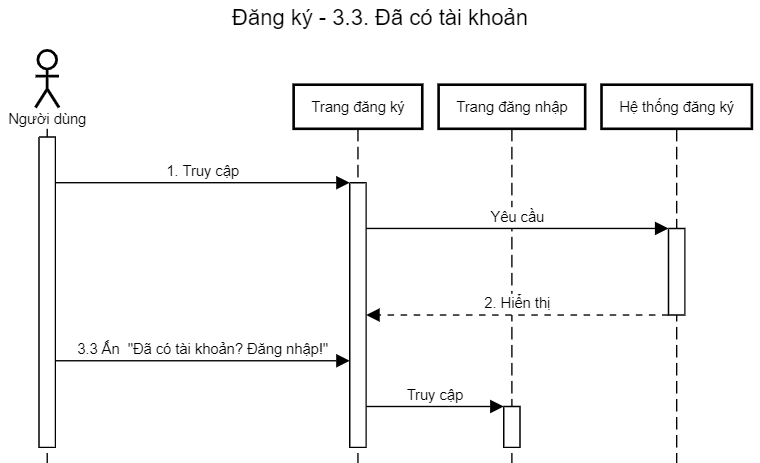 Đăng ký - 3.3. Đã có tài khoản
Người dùng
Trang đăng ký
Trang đăng nhập
Hệ thống đăng ký
1. Truy cập
Yêu cầu
2. Hiển thị
3.3 Ấn "Đã có tài khoản? Đăng nhập!"
Truy cập